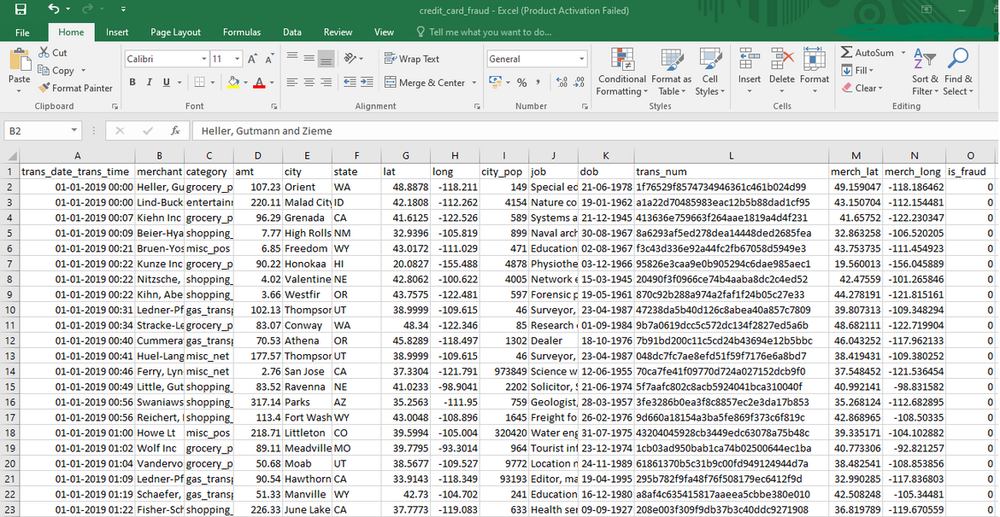 credit_card_fraud - Excel (Product Activation Failed)
File Home Insert Page Layout Formulas Data Review View Tell me what you want to do...
Cut
Copy
Format Painter
Paste
Clipboard
Calibri 11 A A
B I U A
Font
Wrap Text
Merge & Center
Alignment
General
% ,
Number
Conditional Formatting
Format as Table
Cell Styles
Styles
Insert Delete Format
Cells
AutoSum
Fill
Clear
Sort & Filter
Find & Select
Editing
B2 fx Heller, Gutmann and Zieme
A B C D E F G H I J K L M N O
1 trans_date_trans_time merchant category amt city state lat long city_pop job dob trans_num merch_lat merch_long is_fraud
2 01-01-2019 00:00 Heller, Gu grocery_p 107.23 Orient WA 48.8878 -118.211 149 Special ed 21-06-1978 1f76529f8574734946361c461b024d99 49.159047 -118.186462 0
3 01-01-2019 00:00 Lind-Buck entertainn 220.11 Malad City ID 42.1808 -112.262 4154 Nature co 19-01-1962 a1a22d70485983eac12b5b88dad1cf95 43.150704 -112.154481 0
4 01-01-2019 00:07 Kiehn Inc grocery_p 96.29 Grenada CA 41.6125 -122.526 589 Systems a 21-12-1945 413636e759663f264aae1819a4d4f231 41.65752 -122.230347 0
5 01-01-2019 00:09 Beier-Hya shopping_ 7.77 High Rolls NM 32.9396 -105.819 899 Naval arch 30-08-1967 8a6293af5ed278dea14448ded2685fea 32.863258 -106.520205 0
6 01-01-2019 00:21 Bruen-Yos misc_pos 6.85 Freedom WY 43.0172 -111.029 471 Education 02-08-1967 f3c43d336e92a44fc2fb67058d5949e3 43.753735 -111.454923 0
7 01-01-2019 00:22 Kunze Inc grocery_p 90.22 Honokaa HI 20.0827 -155.488 4878 Physiothe 03-12-1966 95826e3caa9e0b905294c6dae985aec1 19.560013 -156.045889 0
8 01-01-2019 00:22 Nitzsche, shopping_ 4.02 Valentine NE 42.8062 -100.622 4005 Network e 15-03-1945 20490f3f0966ce74b4aaba8dc2c4ed52 42.47559 -101.265846 0
9 01-01-2019 00:22 Kihn, Abe shopping_ 3.66 Westfir OR 43.7575 -122.481 597 Forensic p 19-05-1961 870c92b288a974a2faf1f24b05c27e33 44.278191 -121.815161 0
10 01-01-2019 00:31 Ledner-Pf gas_transp 102.13 Thompson UT 38.9999 -109.615 46 Surveyor, 23-04-1987 47238da5b40d126c8abea40a857c7809 39.807313 -109.348294 0
11 01-01-2019 00:34 Stracke-Le grocery_p 83.07 Conway WA 48.34 -122.346 85 Research 01-09-1984 9b7a0619dcc5c572dc134f2827ed5a6b 48.682111 -122.719904 0
12 01-01-2019 00:40 Cummera gas_transp 70.53 Athena OR 45.8289 -118.497 1302 Dealer 18-10-1976 7b91bd200c11c5cd24b43694e12b5bbc 46.043252 -117.962133 0
13 01-01-2019 00:41 Huel-Lang misc_net 177.57 Thompson UT 38.9999 -109.615 46 Surveyor, 23-04-1987 048dc7fc7ae8efd51f59f7176e6a8bd7 38.419431 -109.380252 0
14 01-01-2019 00:46 Ferry, Lyn misc_net 2.76 San Jose CA 37.3304 -121.791 973849 Science w 12-06-1955 70ca7fe41f09770d724a027152dcb9f0 37.548452 -121.536454 0
15 01-01-2019 00:49 Little, Gut shopping_ 83.52 Ravenna NE 41.0233 -98.9041 2202 Solicitor, S 21-06-1974 5f7aafc802c8acb5924041bca310040f 40.992141 -98.831582 0
16 01-01-2019 00:56 Swaniaws shopping_ 317.14 Parks AZ 35.2563 -111.95 759 Geologist, 28-03-1957 3fe3286b0ea3f8c8857ec2e3da17b853 35.268124 -112.682895 0
17 01-01-2019 00:56 Reichert, shopping_ 113.4 Fort Wash WY 43.0048 -108.896 1645 Freight fo 26-02-1976 9d660a18154a3ba5fe869f373c6f819c 42.868965 -108.50335 0
18 01-01-2019 01:00 Howe Lt misc_pos 218.71 Littleton CO 39.5994 -105.004 320420 Water eng 31-07-1975 43204045928cb3449edc63078a75b48c 39.335171 -104.102882 0
19 01-01-2019 01:02 Wolf Inc grocery_p 89.11 Meadville MO 39.7795 -93.3014 964 Tourist inf 23-12-1974 1cb03ad950bab1ca74b02500644ec1ba 40.773306 -92.821257 0
20 01-01-2019 01:04 Vandervo grocery_p 50.68 Moab UT 38.5677 -109.527 9772 Location m 24-11-1989 61861370b5c31b9c00fd949124944d7a 38.482541 -108.853856 0
21 01-01-2019 01:09 Ledner-Pf gas_transp 90.54 Hawthorn CA 33.9143 -118.349 93193 Editor, ma 19-04-1995 295b782f9fa48f76f508179ec6412f9d 32.990285 -117.836803 0
22 01-01-2019 01:19 Schaefer, gas_transp 51.33 Manville WY 42.73 -104.702 241 Education 16-12-1980 a8af4c635415817aaeea5cbbe380e010 42.508248 -105.34481 0
23 01-01-2019 01:22 Fisher-Sch shopping_ 226.33 June Lake CA 37.7773 -119.083 633 Health ser 09-09-1927 208e003f309f9db37b3c40ddc9271908 36.819789 -119.670559 0